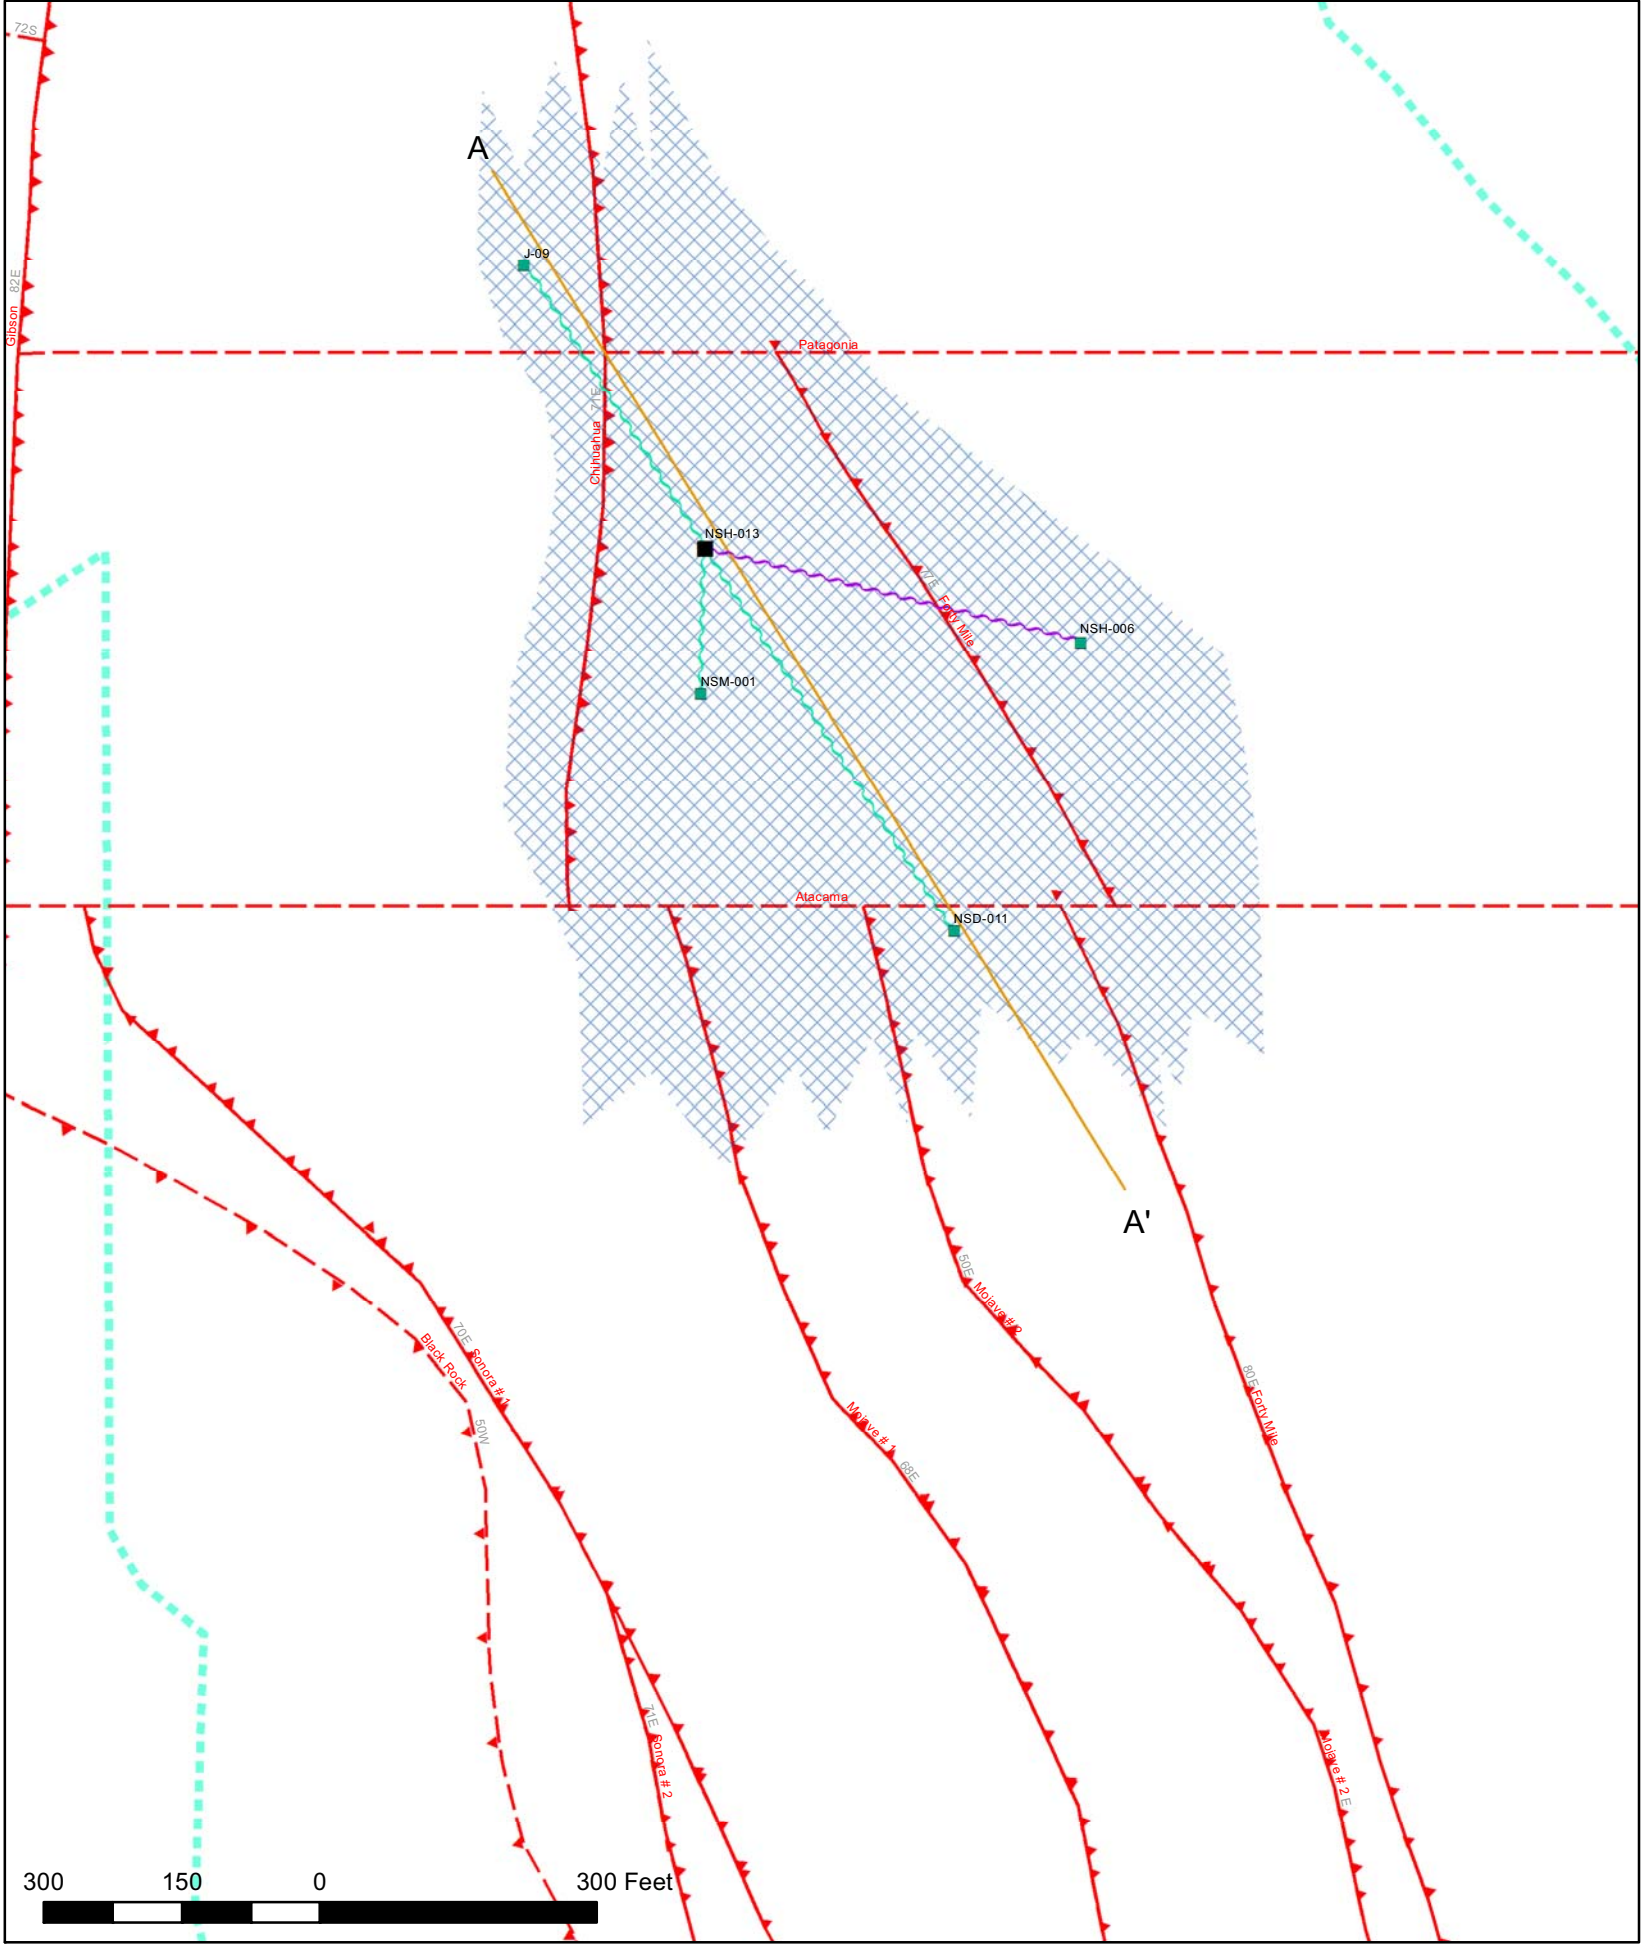 72S
A
J-09
82E
Gibson
Patagonia
71E
Chihuahua
NSH-013
77E
Forty Mile
NSH-006
NSM-001
Atacama
NSD-011
A'
50E
Mojave # 2
70E
Sonora # 1
Black Rock
50W
80E
Forty Mile
Mojave # 1
68E
71E
Sonora # 2
Mojave # 2
E
300 150 0 300 Feet